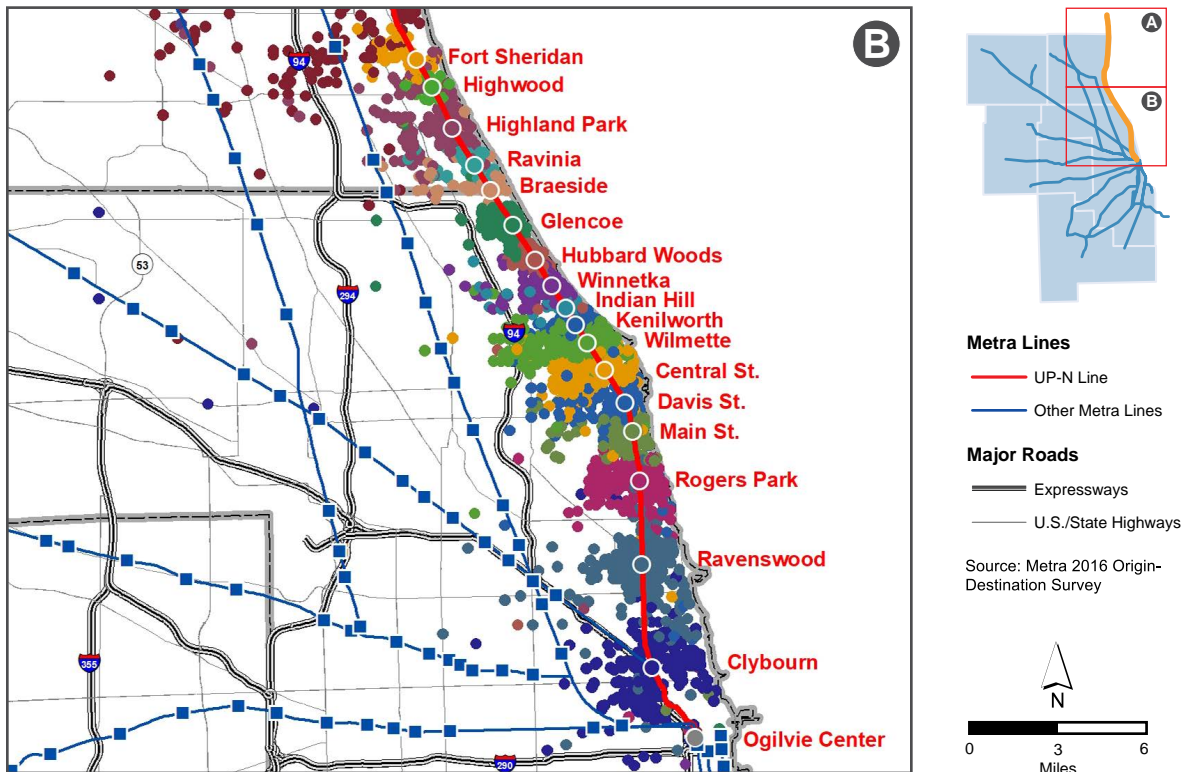 B
94
Fort Sheridan
Highwood
Highland Park
Ravinia
Braeside
Glencoe
Hubbard Woods
53
Winnetka
294
Indian Hill
Kenilworth
94
Wilmette
Central St.
Davis St.
Main St.
Rogers Park
Ravenswood
355
Clybourn
Ogilvie Center
290
A
B
Metra Lines
UP-N Line
Other Metra Lines
Major Roads
Expressways
U.S./State Highways
Source: Metra 2016 Origin-
Destination Survey
N
0 3 6
Miles